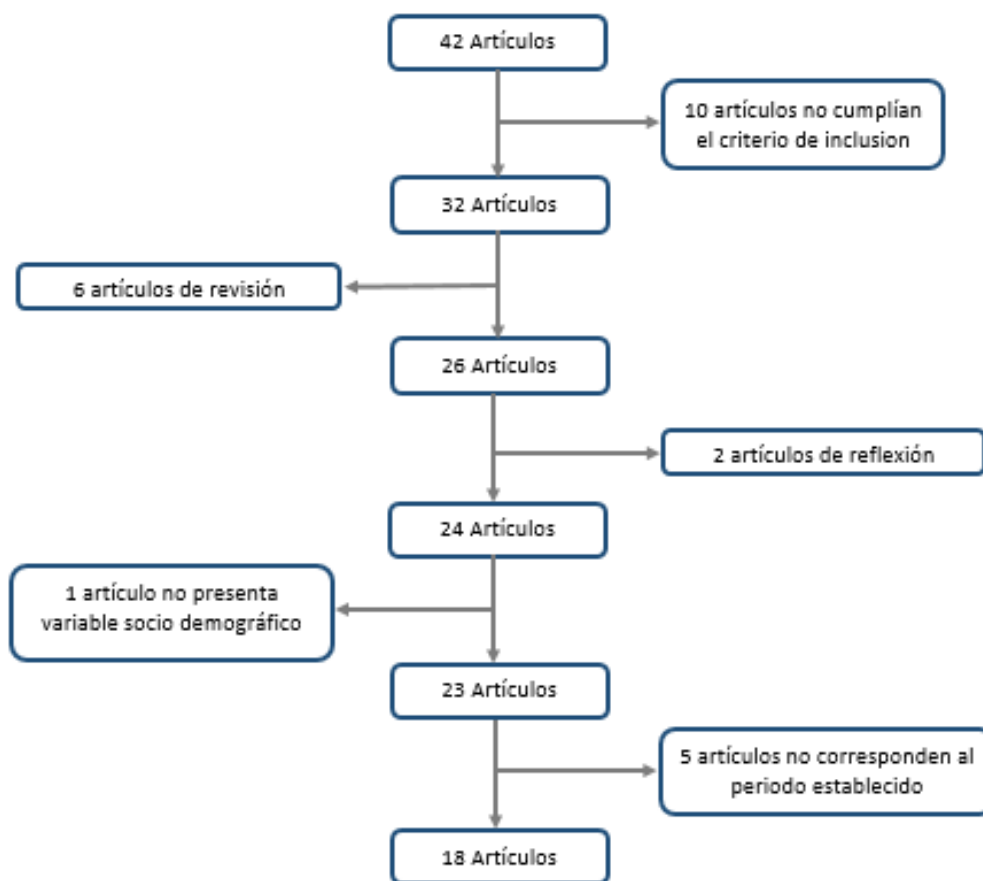 42 Artículos
10 artículos no cumplían
el criterio de inclusion
32 Artículos
6 artículos de revisión
26 Artículos
2 artículos de reflexión
24 Artículos
1 artículo no presenta
variable socio demográfico
23 Artículos
5 artículos no corresponden al
periodo establecido
18 Artículos